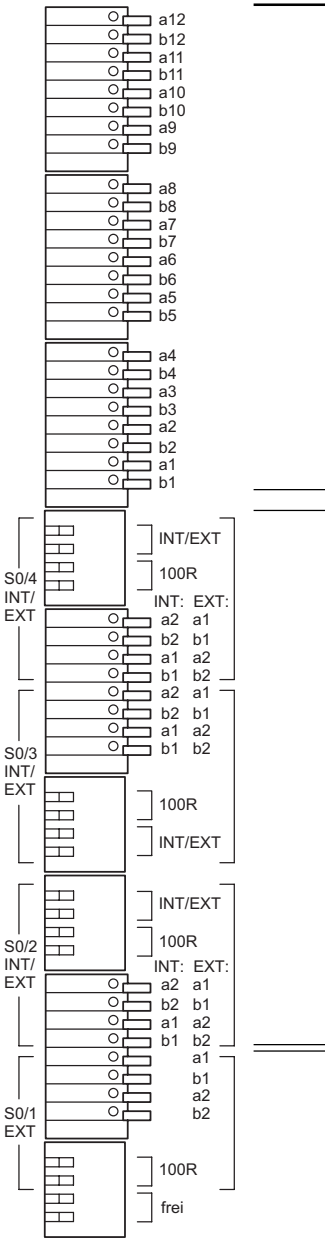 a12
b12
a11
b11
a10
b10
a9
b9
a8
b8
a7
b7
a6
b6
a5
b5
a4
b4
a3
b3
a2
b2
a1
b1
S0/4
INT/
EXT
INT/EXT
100R
INT: EXT:
a2 a1
b2 b1
a1 a2
b1 b2
S0/3
INT/
EXT
a2 a1
b2 b1
a1 a2
b1 b2
100R
INT/EXT
S0/2
INT/
EXT
INT/EXT
100R
INT: EXT:
a2 a1
b2 b1
a1 a2
b1 b2
S0/1
EXT
a1
b1
a2
b2
100R
frei